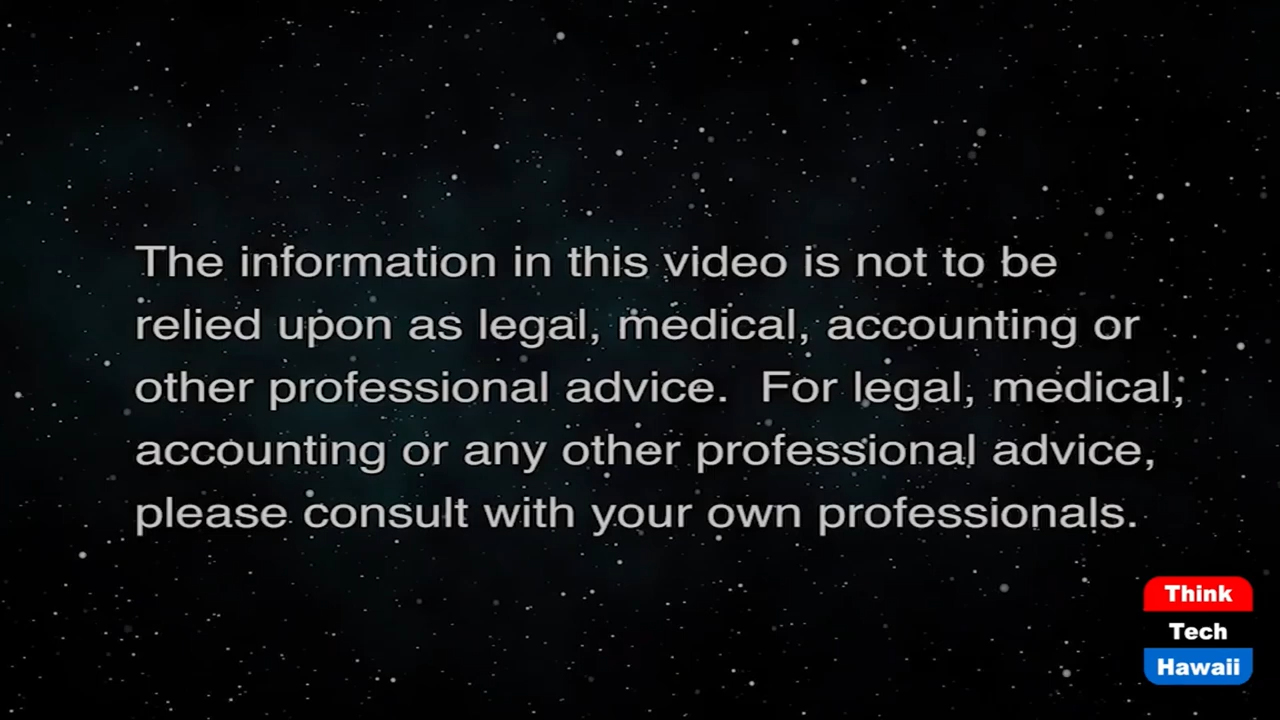 The information in this video is not to be
relied upon as legal, medical, accounting or
other professional advice.  For legal, medical,
accounting or any other professional advice,
please consult with your own professionals.
Think
Tech
Hawaii